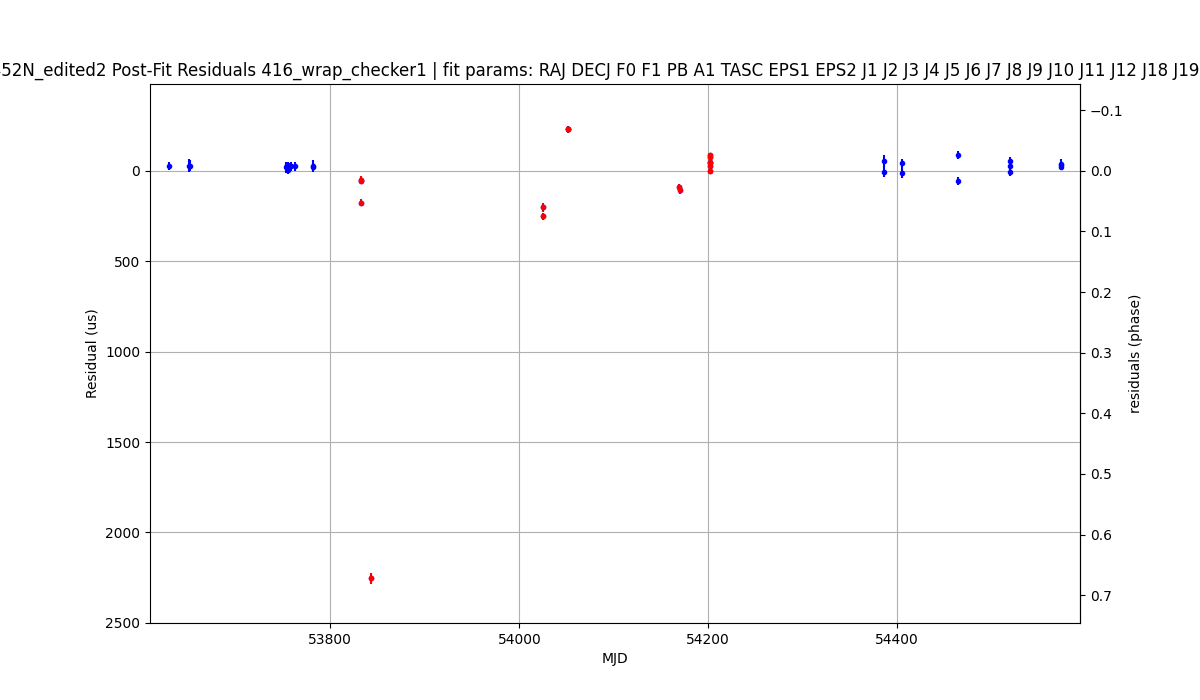 52N_edited2 Post-Fit Residuals 416_wrap_checker1 | fit params: RAJ DECJ F0 F1 PB A1 TASC EPS1 EPS2 J1 J2 J3 J4 J5 J6 J7 J8 J9 J10 J11 J12 J18 J19
−0.1
0 0.0
0.1
500
0.2
Residual (us)
residuals (phase)
1000 0.3
0.4
1500
0.5
2000 0.6
0.7
2500
53800 54000 54200 54400
MJD